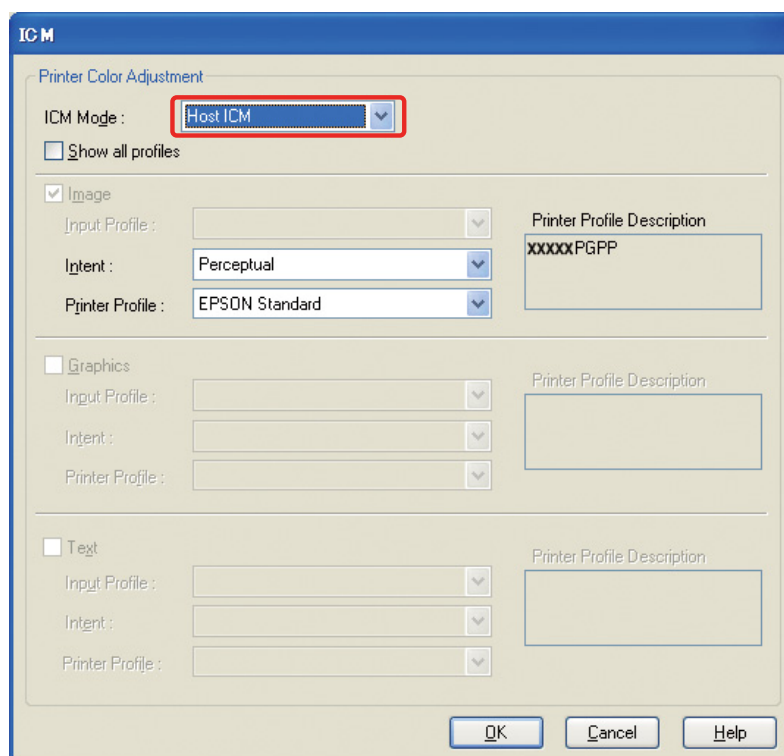 ICM
Printer Color Adjustment
ICM Mode : Host ICM
Show all profiles
Image
Input Profile :
Intent : Perceptual
Printer Profile : EPSON Standard
Printer Profile Description
xxxxxPGPP
Graphics
Input Profile :
Intent :
Printer Profile :
Printer Profile Description
Text
Input Profile :
Intent :
Printer Profile :
Printer Profile Description
OK Cancel Help